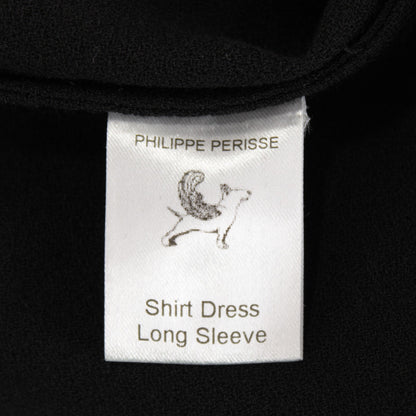 PHILIPPE PERISSE
Shirt Dress
Long Sleeve